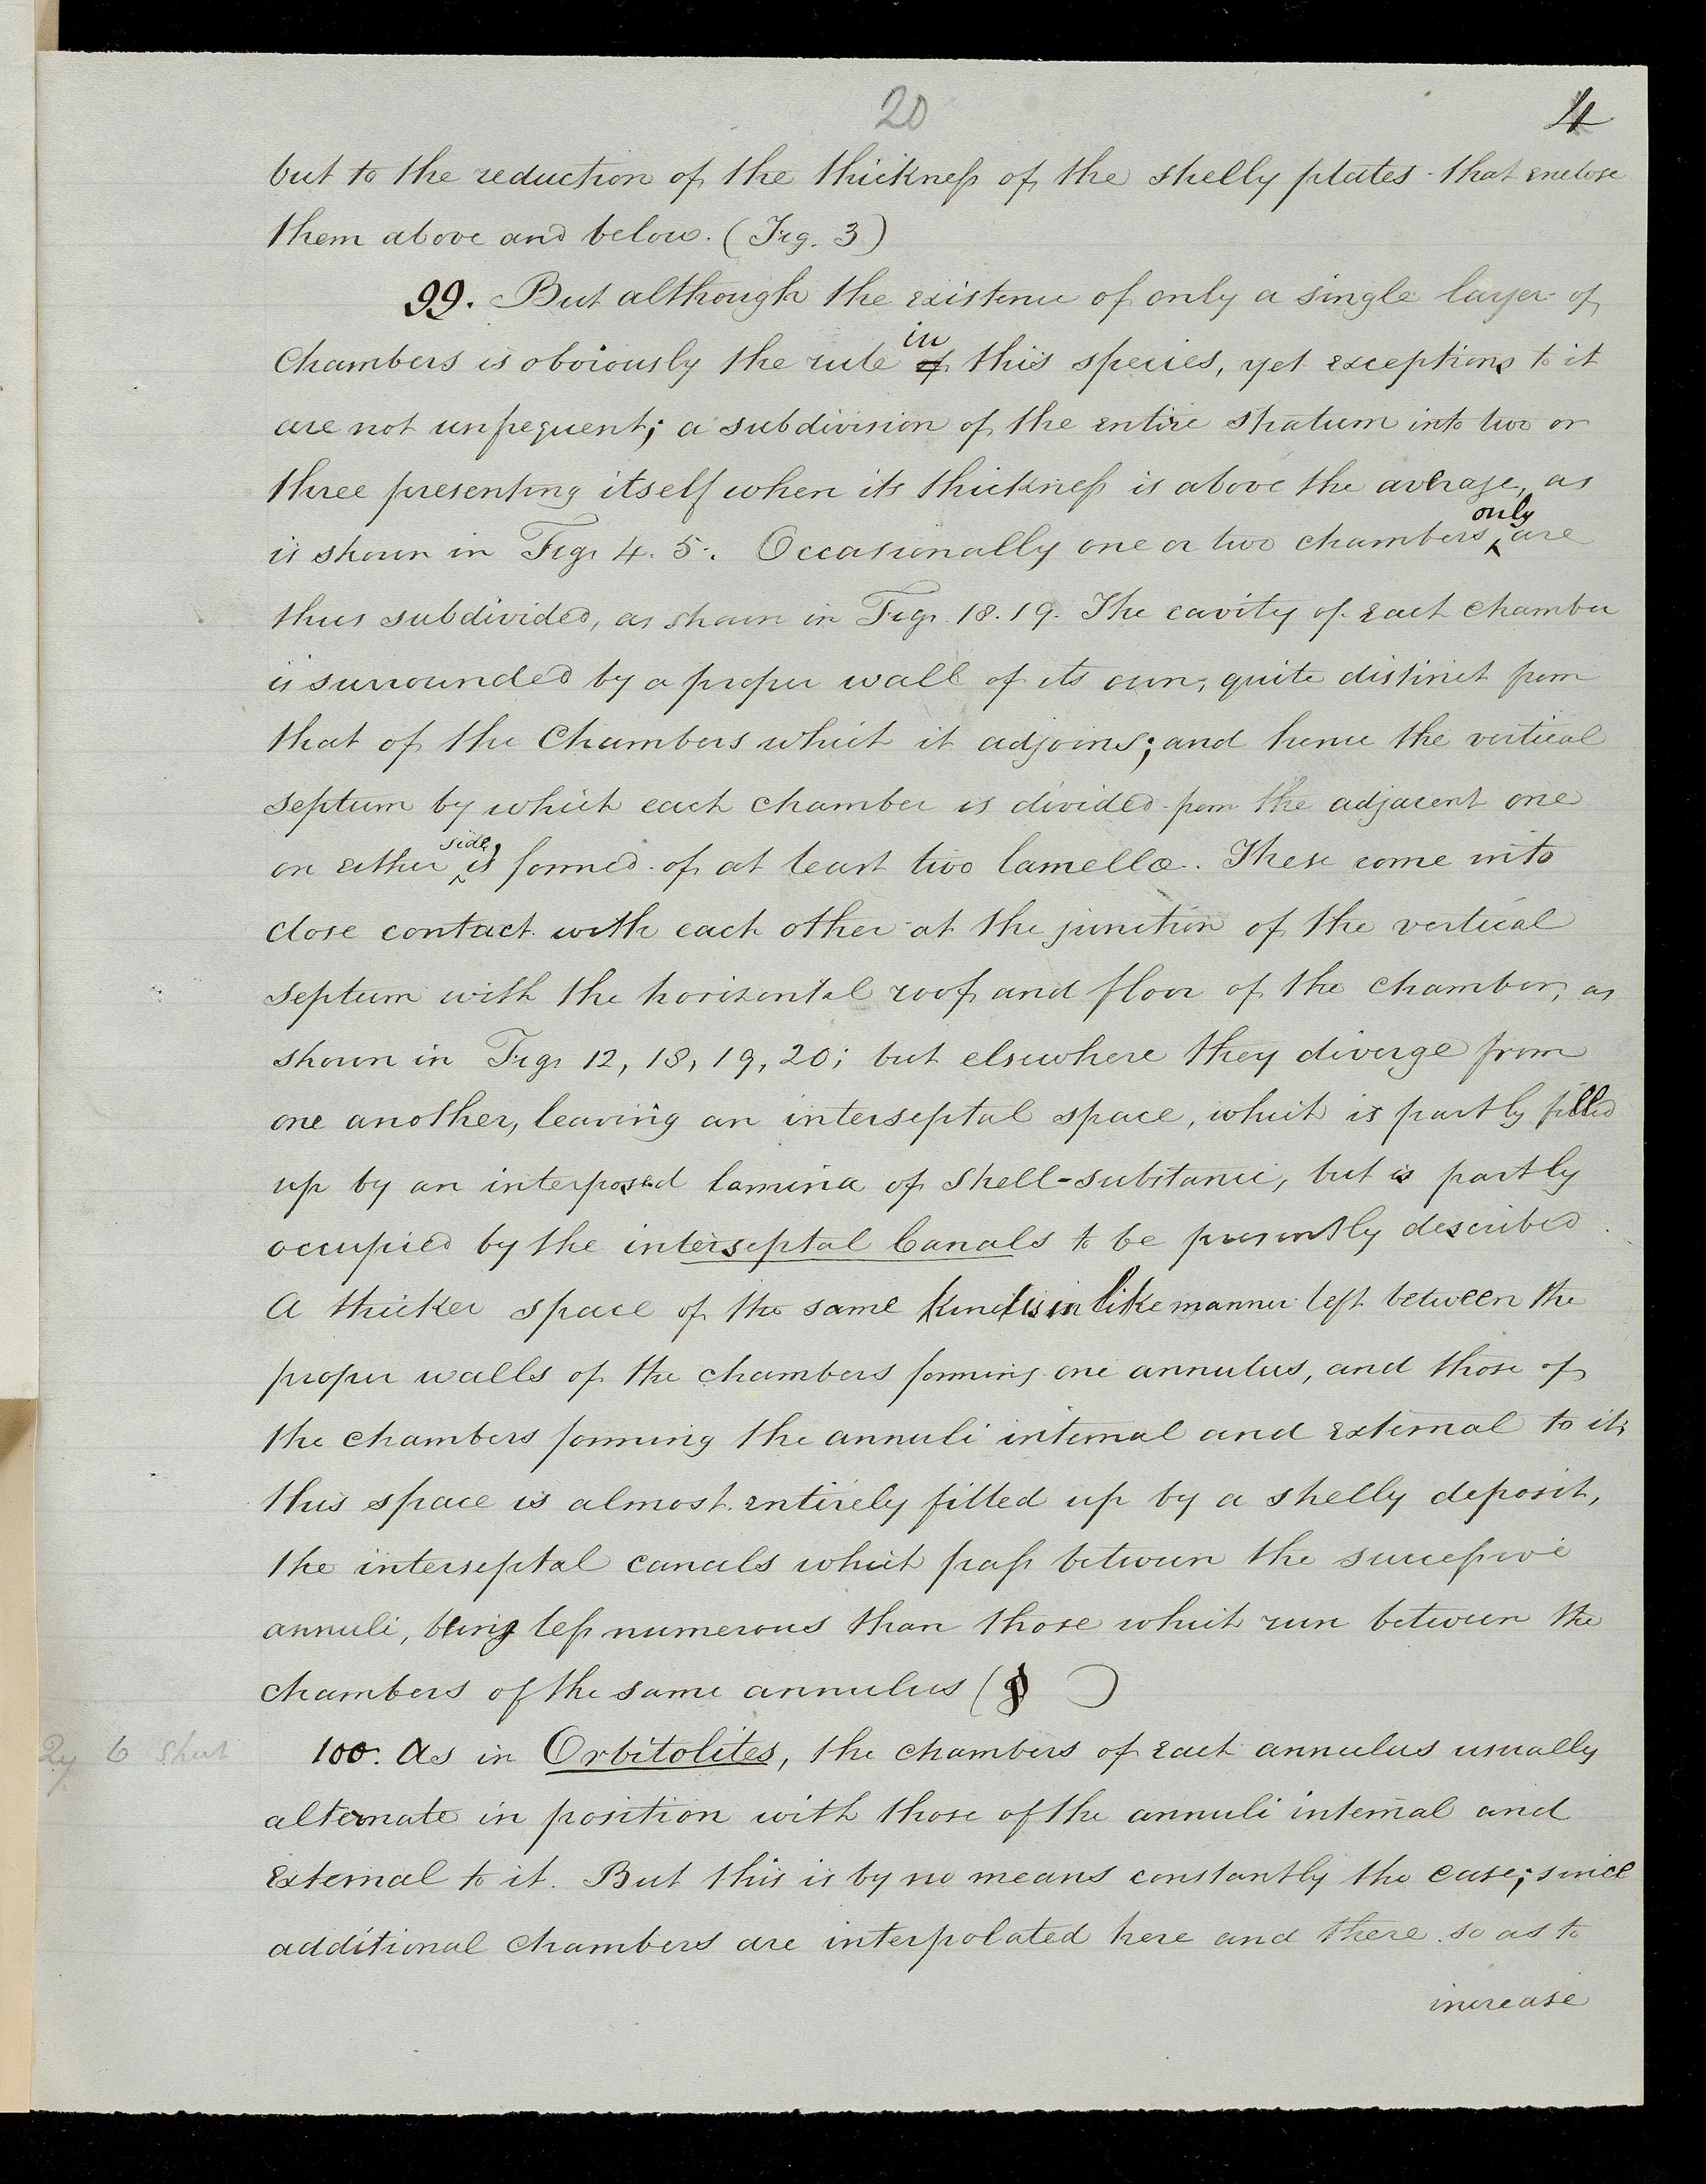 20
4
but to the reduction of the thickness of the shelly plates that enclose
them above and below. (Fig. 3)
99. But although the existence of only a single layer of
Chambers is obviously the rule in of this species, yet exceptions to it
are not unfrequent; a subdivision of the entire stratum into two or
three presenting itself when its thickness is above the average, as
is shown in Figs 4. 5. Occasionally one or two chambers only are
thus subdivided, as shown in Figs. 18. 19. The cavity of each chamber
is surrounded by a proper wall of its own, quite distinct from
that of the Chambers which it adjoins; and hence the vertical
septum by which each chamber is divided from the adjacent one
on either side, is formed of at least two lamellæ. These come into
close contact with each other at the junction of the vertical
septum with the horizontal roof and floor of the chamber, as
shown in Figs 12, 18, 19, 20; but elsewhere they diverge from
one another, leaving an interseptal space, which is partly filled
up by an interposed lamina of shell-substance, but is partly
occupied by the interseptal Canals to be presently described.
A thicker space of the same kind is in like manner left between the
proper walls of the chambers forming one annulus, and those of
the chambers forming the annuli internal and external to it;
this space is almost entirely filled up by a shelly deposit,
the interseptal canals which pass between the successive
annuli, being less numerous than those which run between the
chambers of the same annulus (§ )
100. As in Orbitolites, the chambers of each annulus usually
alternate in position with those of the annuli internal and
external to it. But this is by no means constantly the case; since
additional chambers are interpolated here and there so as to
increase